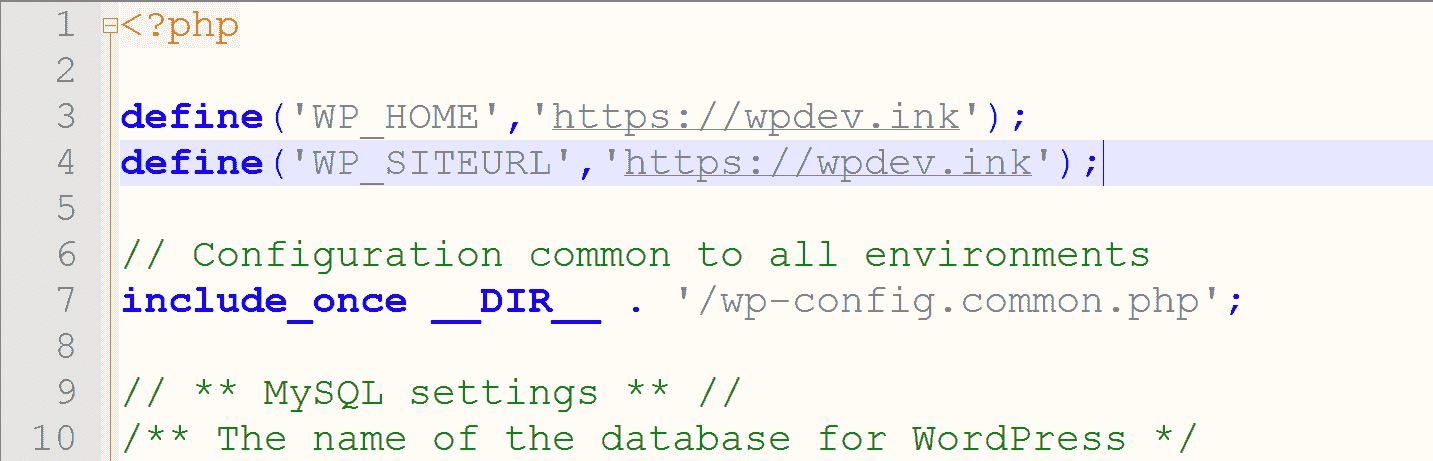 1 <?php
2
3 define('WP_HOME','https://wpdev.ink');
4 define('WP_SITEURL','https://wpdev.ink');
5
6 // Configuration common to all environments
7 include_once __DIR__ . '/wp-config.common.php';
8
9 // ** MySQL settings ** //
10 /** The name of the database for WordPress */